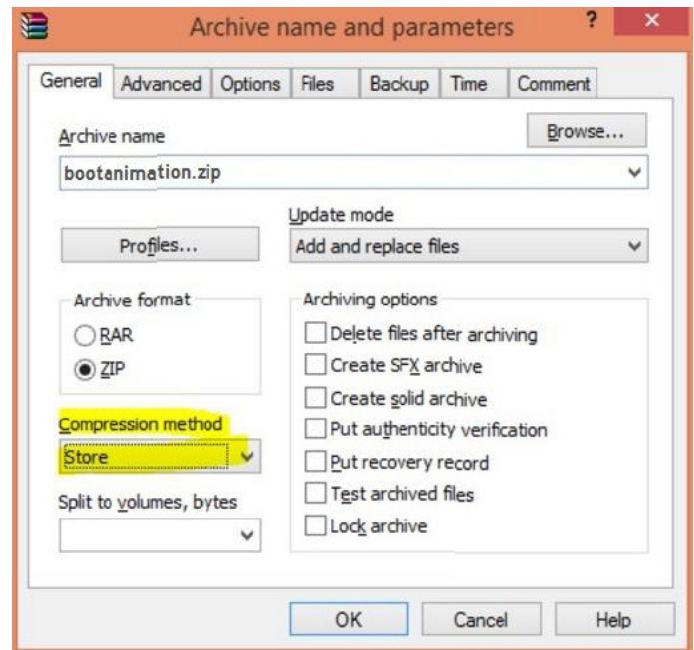 Archive name and parameters ?
General Advanced Options Files Backup Time Comment
Archive name
Browse...
bootanimation.zip
Profiles...
Update mode
Add and replace files
Archive format
RAR
ZIP
Compression method
Store
Split to volumes, bytes
Archiving options
Delete files after archiving
Create SFX archive
Create solid archive
Put authenticity verification
Put recovery record
Test archived files
Lock archive
OK Cancel Help